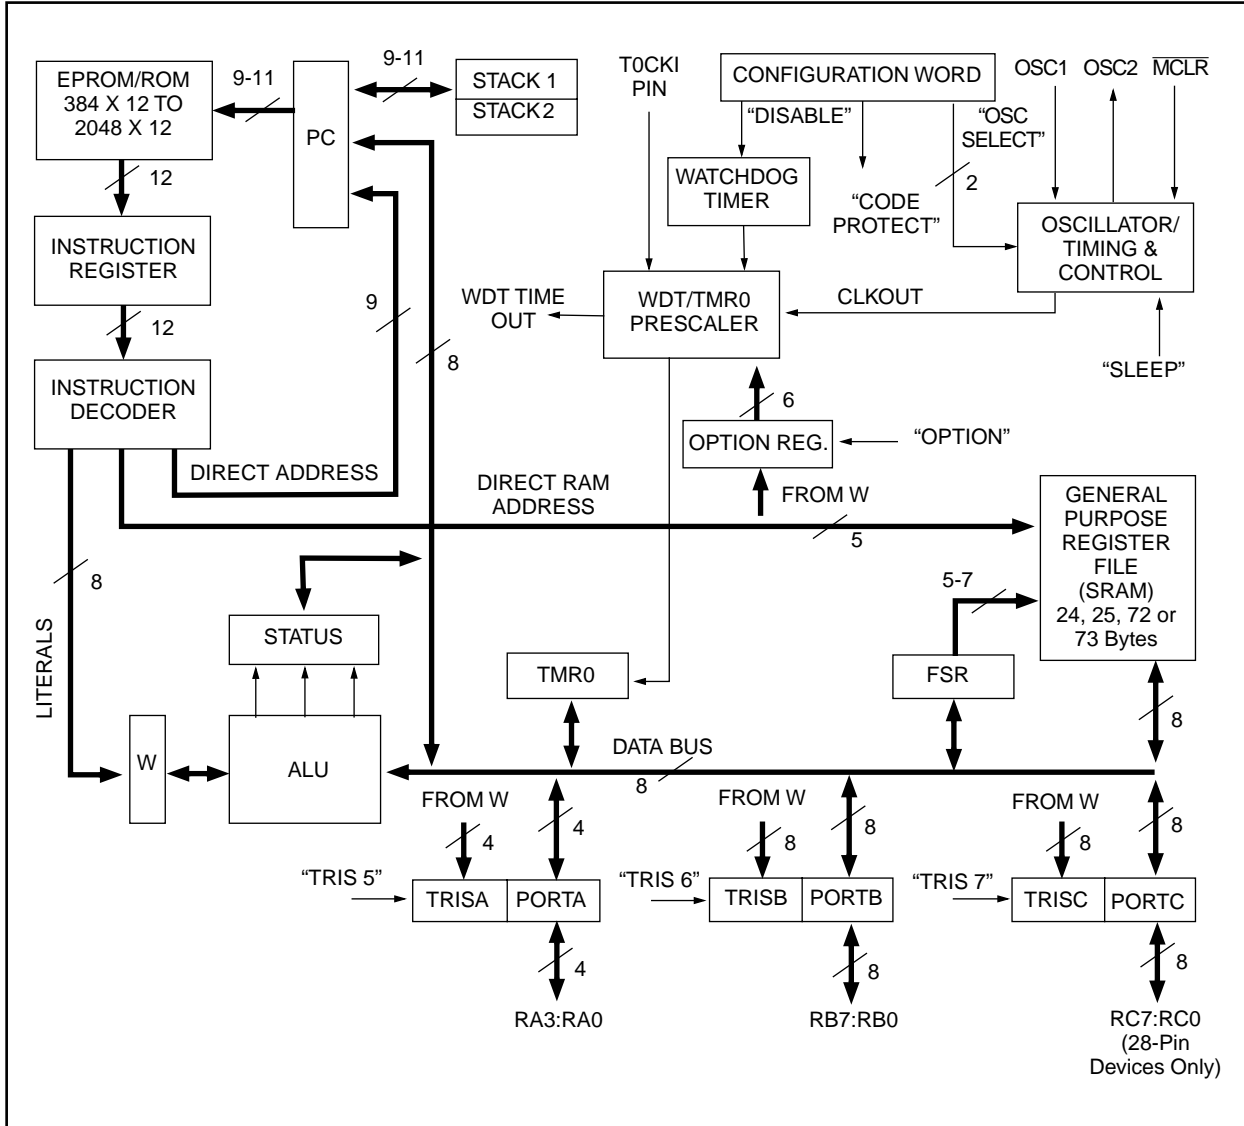 EPROM/ROM
384 X 12 TO
2048 X 12
9-11
PC
9-11
STACK 1
STACK 2
T0CKI
PIN
CONFIGURATION WORD
OSC1
OSC2
MCLR
“DISABLE”
“OSC
SELECT”
12
WATCHDOG
TIMER
“CODE
PROTECT”
2
INSTRUCTION
REGISTER
OSCILLATOR/
TIMING &
CONTROL
9
WDT TIME
OUT
WDT/TMR0
PRESCALER
CLKOUT
12
8
“SLEEP”
INSTRUCTION
DECODER
6
OPTION REG.
“OPTION”
DIRECT ADDRESS
DIRECT RAM
ADDRESS
FROM W
5
GENERAL
PURPOSE
REGISTER
FILE
(SRAM)
24, 25, 72 or
73 Bytes
8
5-7
LITERALS
STATUS
TMR0
FSR
8
W
ALU
DATA BUS
8
FROM W
4
4
FROM W
8
8
FROM W
8
8
“TRIS 5”
TRISA
PORTA
“TRIS 6”
TRISB
PORTB
“TRIS 7”
TRISC
PORTC
4
8
8
RA3:RA0
RB7:RB0
RC7:RC0
(28-Pin
Devices Only)